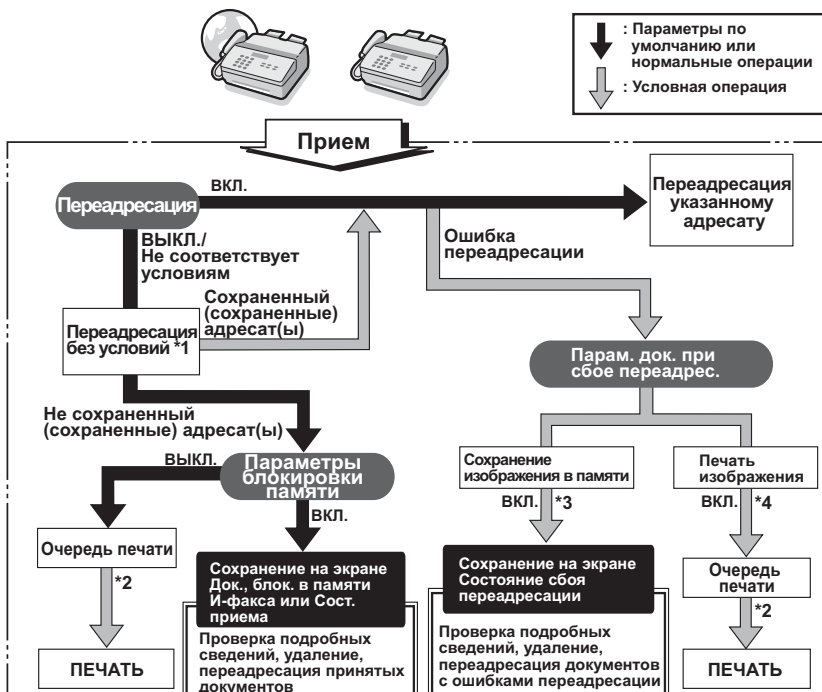 : Параметры по
умолчанию или
нормальные операции
: Условная операция
Прием
Переадресация
ВКЛ.
Переадресация
указанному
адресату
ВЫКЛ./
Не соответствует
условиям
Ошибка
переадресации
Сохраненный
(сохраненные)
адресат(ы)
Переадресация
без условий *1
Парам. док. при
сбое переадрес.
Не сохраненный
(сохраненные) адресат(ы)
ВЫКЛ.
Параметры
блокировки
памяти
ВКЛ.
Сохранение
изображения в памяти
ВКЛ.
*3
Печать
изображения
ВКЛ.
*4
Очередь печати
*2
ПЕЧАТЬ
Сохранение на экране
Док., блок. в памяти
И-факса или Сост.
приема
Проверка подробных
сведений, удаление,
переадресация принятых
документов
Сохранение на экране
Состояние сбоя
переадресации
Проверка подробных
сведений, удаление,
переадресация документов
с ошибками переадресации
Очередь
печати
*2
ПЕЧАТЬ